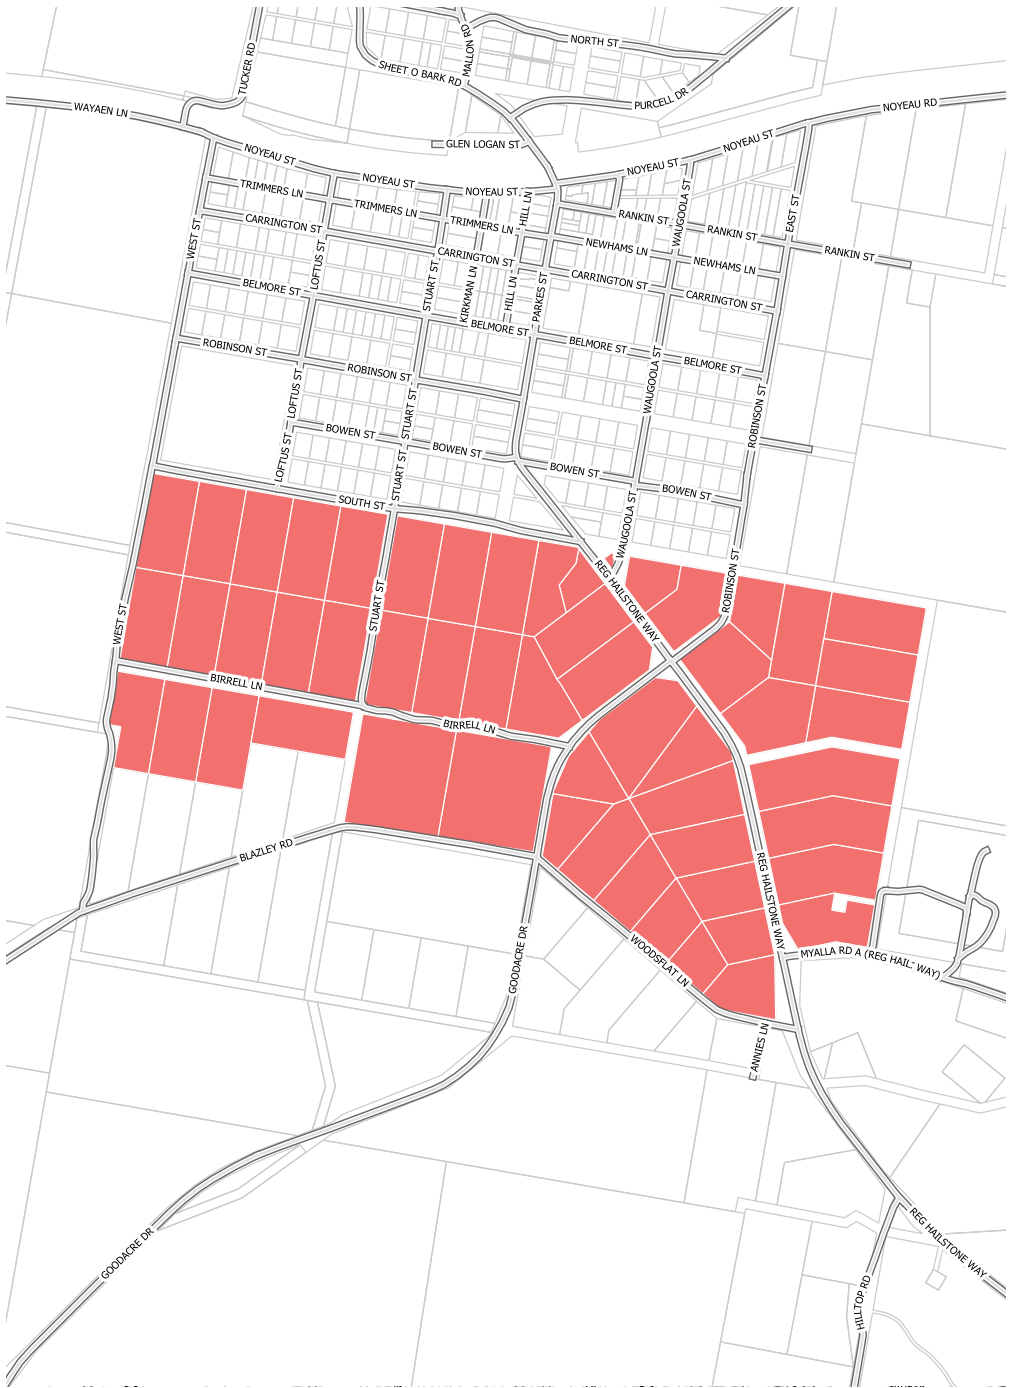 NORTH ST
MALLON RD
TUCKER RD
SHEET O BARK RD
PURCELL DR
NOYEAU RD
WAYAEN LN
GLEN LOGAN ST
NOYEAU ST
NOYEAU ST
NOYEAU ST
NOYEAU ST
NOYEAU ST
TRIMMERS LN
TRIMMERS LN
TRIMMERS LN
HILL LN
WAUGOOLA ST
EAST ST
RANKIN ST
RANKIN ST
RANKIN ST
CARRINGTON ST
WEST ST
LOFTUS ST
NEWHAMS LN
NEWHAMS LN
CARRINGTON ST
CARRINGTON ST
CARRINGTON ST
STUART ST
KIRKMAN LN
HILL LN
PARKES ST
BELMORE ST
BELMORE ST
BELMORE ST
BELMORE ST
ROBINSON ST
ROBINSON ST
LOFTUS ST
STUART ST
WAUGOOLA ST
ROBINSON ST
BOWEN ST
BOWEN ST
BOWEN ST
BOWEN ST
LOFTUS ST
STUART ST
SOUTH ST
WAUGOOLA ST
REG HAILSTONE WAY
ROBINSON ST
STUART ST
WEST ST
BIRRELL LN
BIRRELL LN
BLAZLEY RD
REG HAILSTONE WAY
GOODACRE DR
WOODSFLAT LN
MYALLA RD A (REG HAIL WAY)
ANNIES LN
GOODACRE DR
REG HAILSTONE WAY
HILLTOP RD